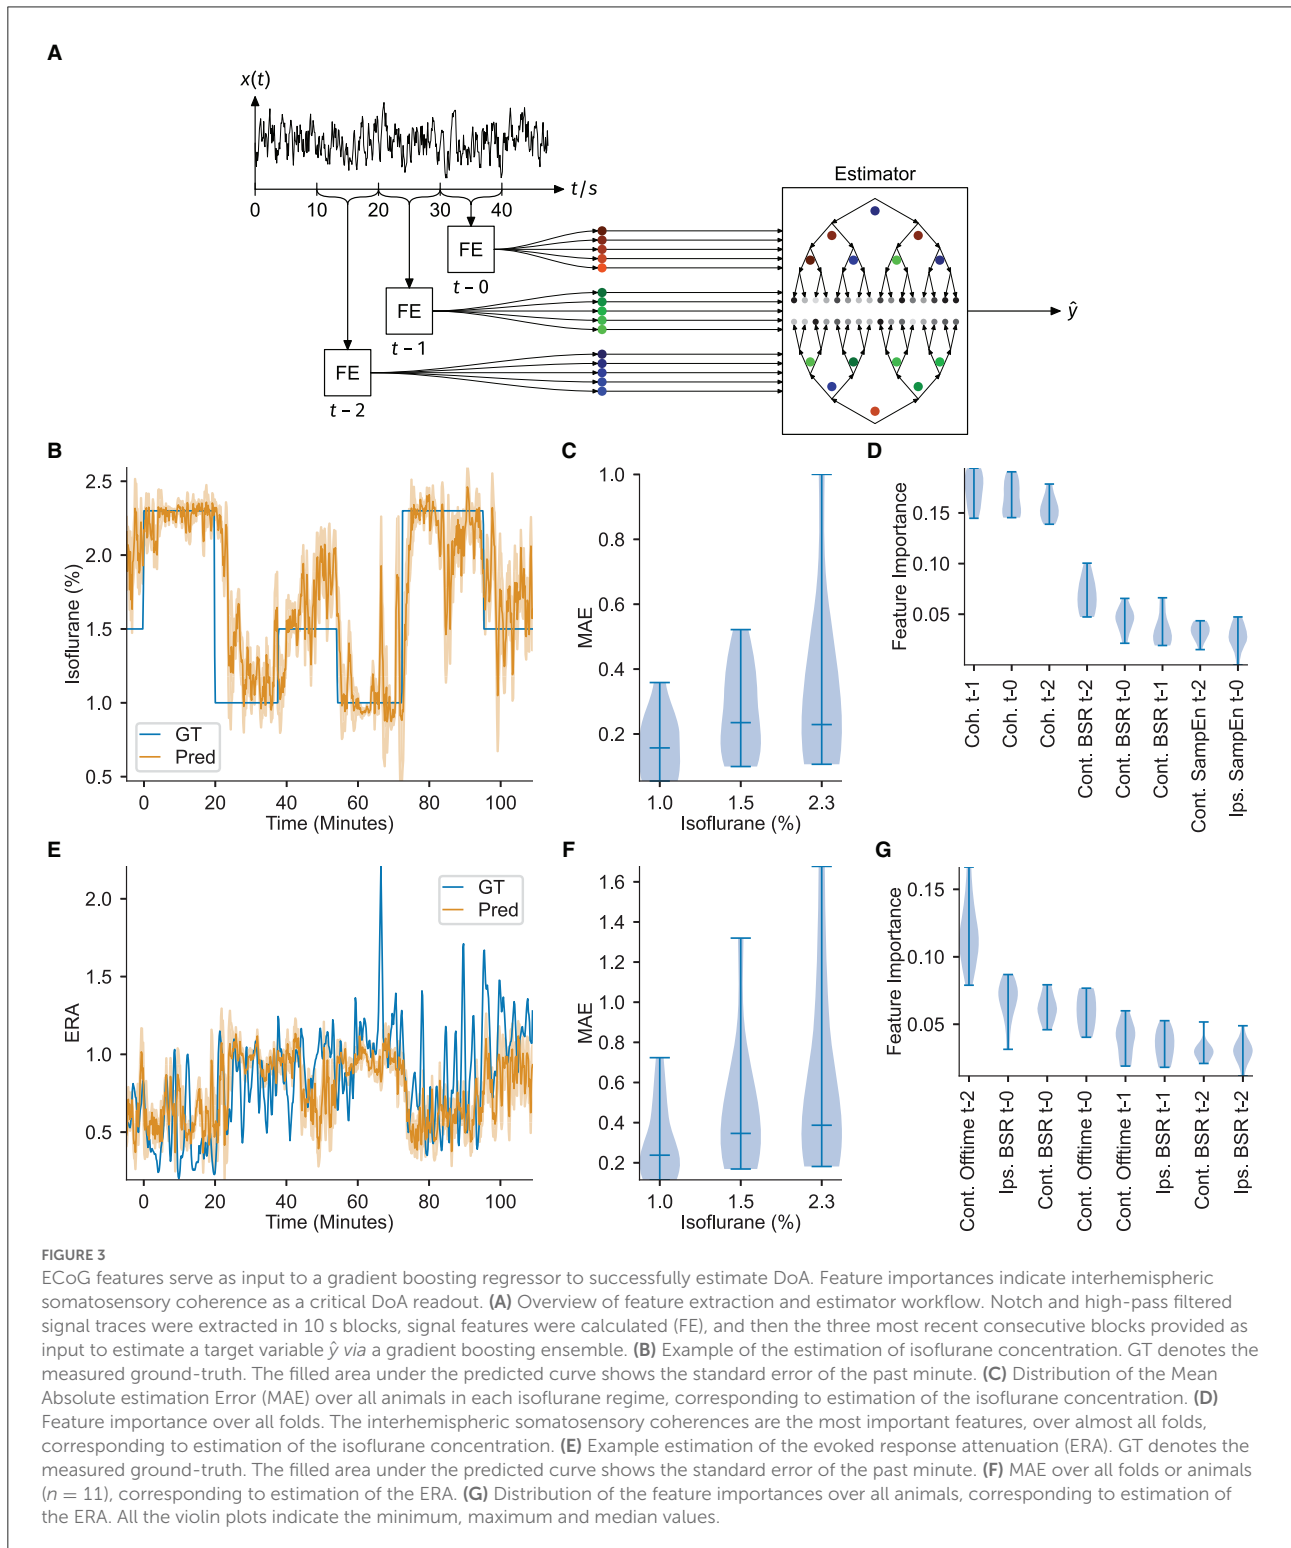 A
x(t)
t/s
0 10 20 30 40
FE
t – 0
FE
t – 1
FE
t – 2
Estimator
ŷ
B
Isoflurane (%)
2.5
2.0
1.5
1.0
0.5
GT
Pred
0 20 40 60 80 100
Time (Minutes)
C
MAE
1.0
0.8
0.6
0.4
0.2
1.0 1.5 2.3
Isoflurane (%)
D
Feature Importance
0.15
0.10
0.05
Coh. t-1
Coh. t-0
Coh. t-2
Cont. BSR t-2
Cont. BSR t-0
Cont. BSR t-1
Cont. SampEn t-2
Ips. SampEn t-0
E
ERA
2.0
1.5
1.0
0.5
GT
Pred
0 20 40 60 80 100
Time (Minutes)
F
MAE
1.6
1.4
1.2
1.0
0.8
0.6
0.4
0.2
1.0 1.5 2.3
Isoflurane (%)
G
Feature Importance
0.15
0.10
0.05
Cont. Offtime t-2
Ips. BSR t-0
Cont. BSR t-0
Cont. Offtime t-0
Cont. Offtime t-1
Ips. BSR t-1
Cont. BSR t-2
Ips. BSR t-2
FIGURE 3
ECoG features serve as input to a gradient boosting regressor to successfully estimate DoA. Feature importances indicate interhemispheric
somatosensory coherence as a critical DoA readout. (A) Overview of feature extraction and estimator workflow. Notch and high-pass filtered
signal traces were extracted in 10 s blocks, signal features were calculated (FE), and then the three most recent consecutive blocks provided as
input to estimate a target variable ŷ via a gradient boosting ensemble. (B) Example of the estimation of isoflurane concentration. GT denotes the
measured ground-truth. The filled area under the predicted curve shows the standard error of the past minute. (C) Distribution of the Mean
Absolute estimation Error (MAE) over all animals in each isoflurane regime, corresponding to estimation of the isoflurane concentration. (D)
Feature importance over all folds. The interhemispheric somatosensory coherences are the most important features, over almost all folds,
corresponding to estimation of the isoflurane concentration. (E) Example estimation of the evoked response attenuation (ERA). GT denotes the
measured ground-truth. The filled area under the predicted curve shows the standard error of the past minute. (F) MAE over all folds or animals
(n = 11), corresponding to estimation of the ERA. (G) Distribution of the feature importances over all animals, corresponding to estimation of
the ERA. All the violin plots indicate the minimum, maximum and median values.